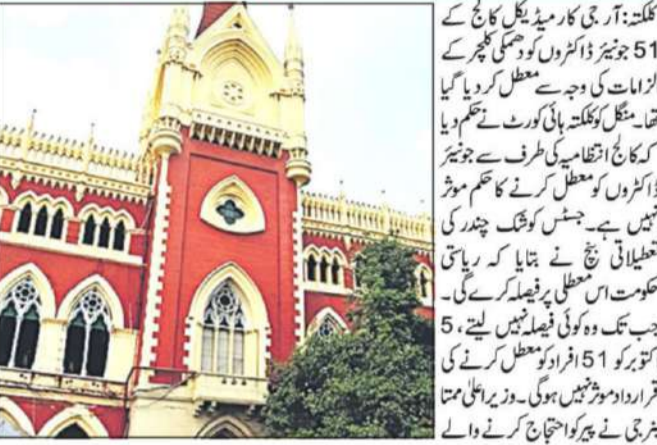 کلکتہ: آر جی کار میڈیکل کالج کے
51 جونیئر ڈاکٹروں کو دھمکی کلچر کے
الزامات کی وجہ سے معطل کر دیا گیا
تھا۔ منگل کو کلکتہ ہائی کورٹ نے حکم دیا
کہ کالج انتظامیہ کی طرف سے جونیئر
ڈاکٹروں کو معطل کرنے کا حکم موثر
نہیں ہے۔ جسٹس کوشک چندر کی
تعطیلاتی بنچ نے بتایا کہ ریاستی
حکومت اس معطلی پر فیصلہ کرے گی۔
جب تک وہ کوئی فیصلہ نہیں لیتے، 5
اکتوبر کو 51 افراد کو معطل کرنے کی
قرارداد موثر نہیں ہوگی۔ وزیر اعلیٰ ممتا
بنرجی نے پیر کو احتجاج کرنے والے